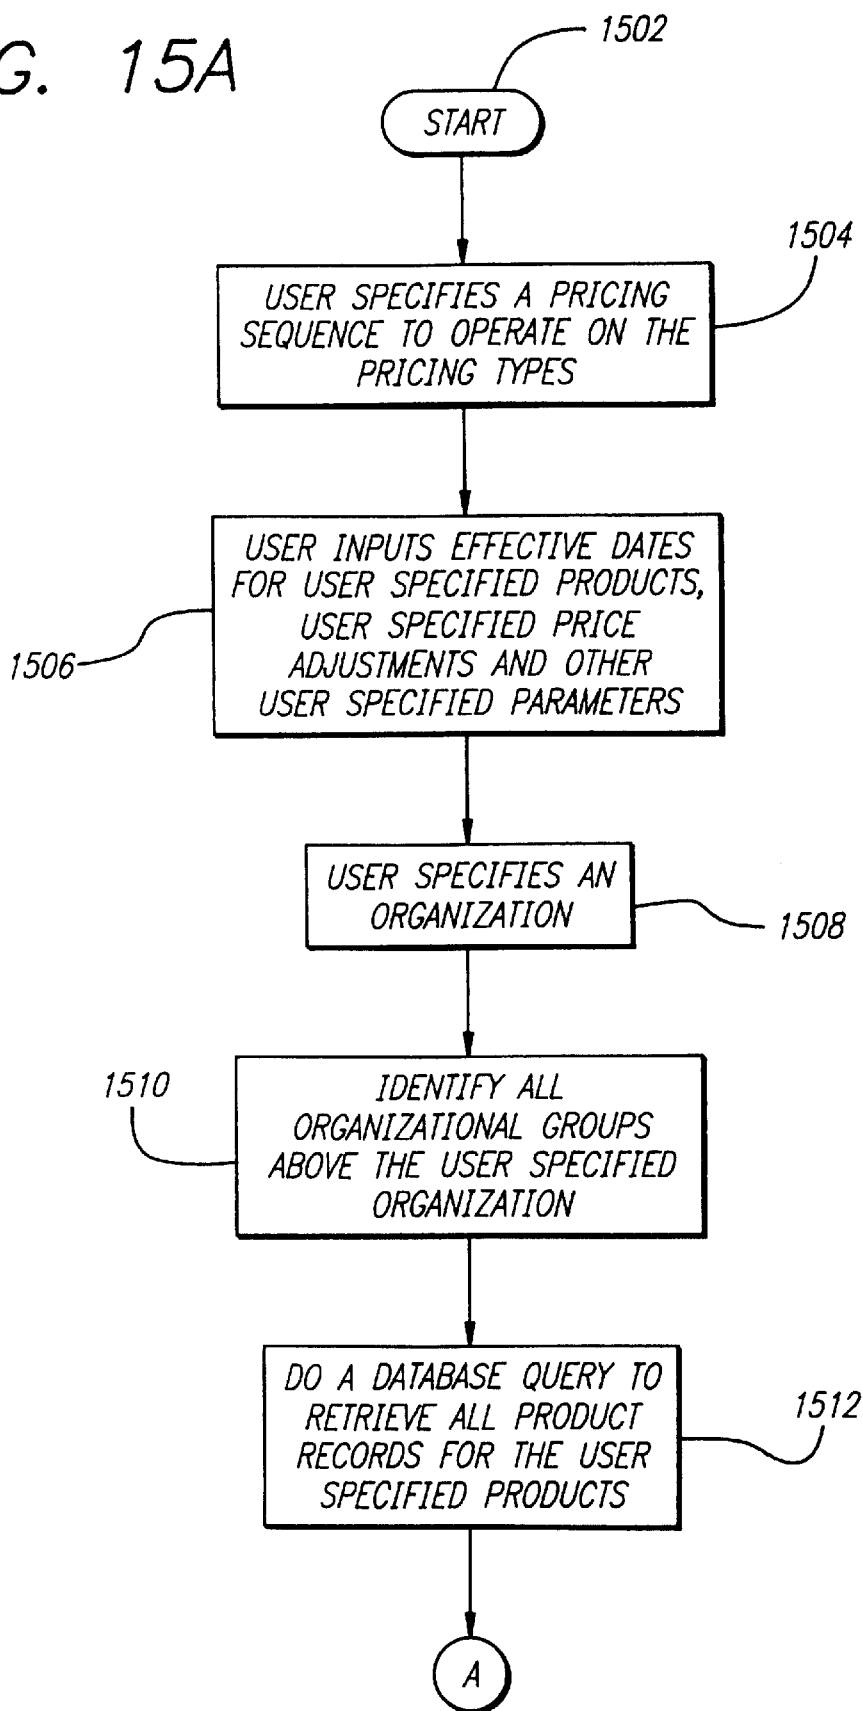 G. 15A
1502
START
1504
USER SPECIFIES A PRICING
SEQUENCE TO OPERATE ON THE
PRICING TYPES
USER INPUTS EFFECTIVE DATES
FOR USER SPECIFIED PRODUCTS,
USER SPECIFIED PRICE
ADJUSTMENTS AND OTHER
USER SPECIFIED PARAMETERS
1506
USER SPECIFIES AN
ORGANIZATION
1508
1510
IDENTIFY ALL
ORGANIZATIONAL GROUPS
ABOVE THE USER SPECIFIED
ORGANIZATION
DO A DATABASE QUERY TO
RETRIEVE ALL PRODUCT
RECORDS FOR THE USER
SPECIFIED PRODUCTS
1512
A